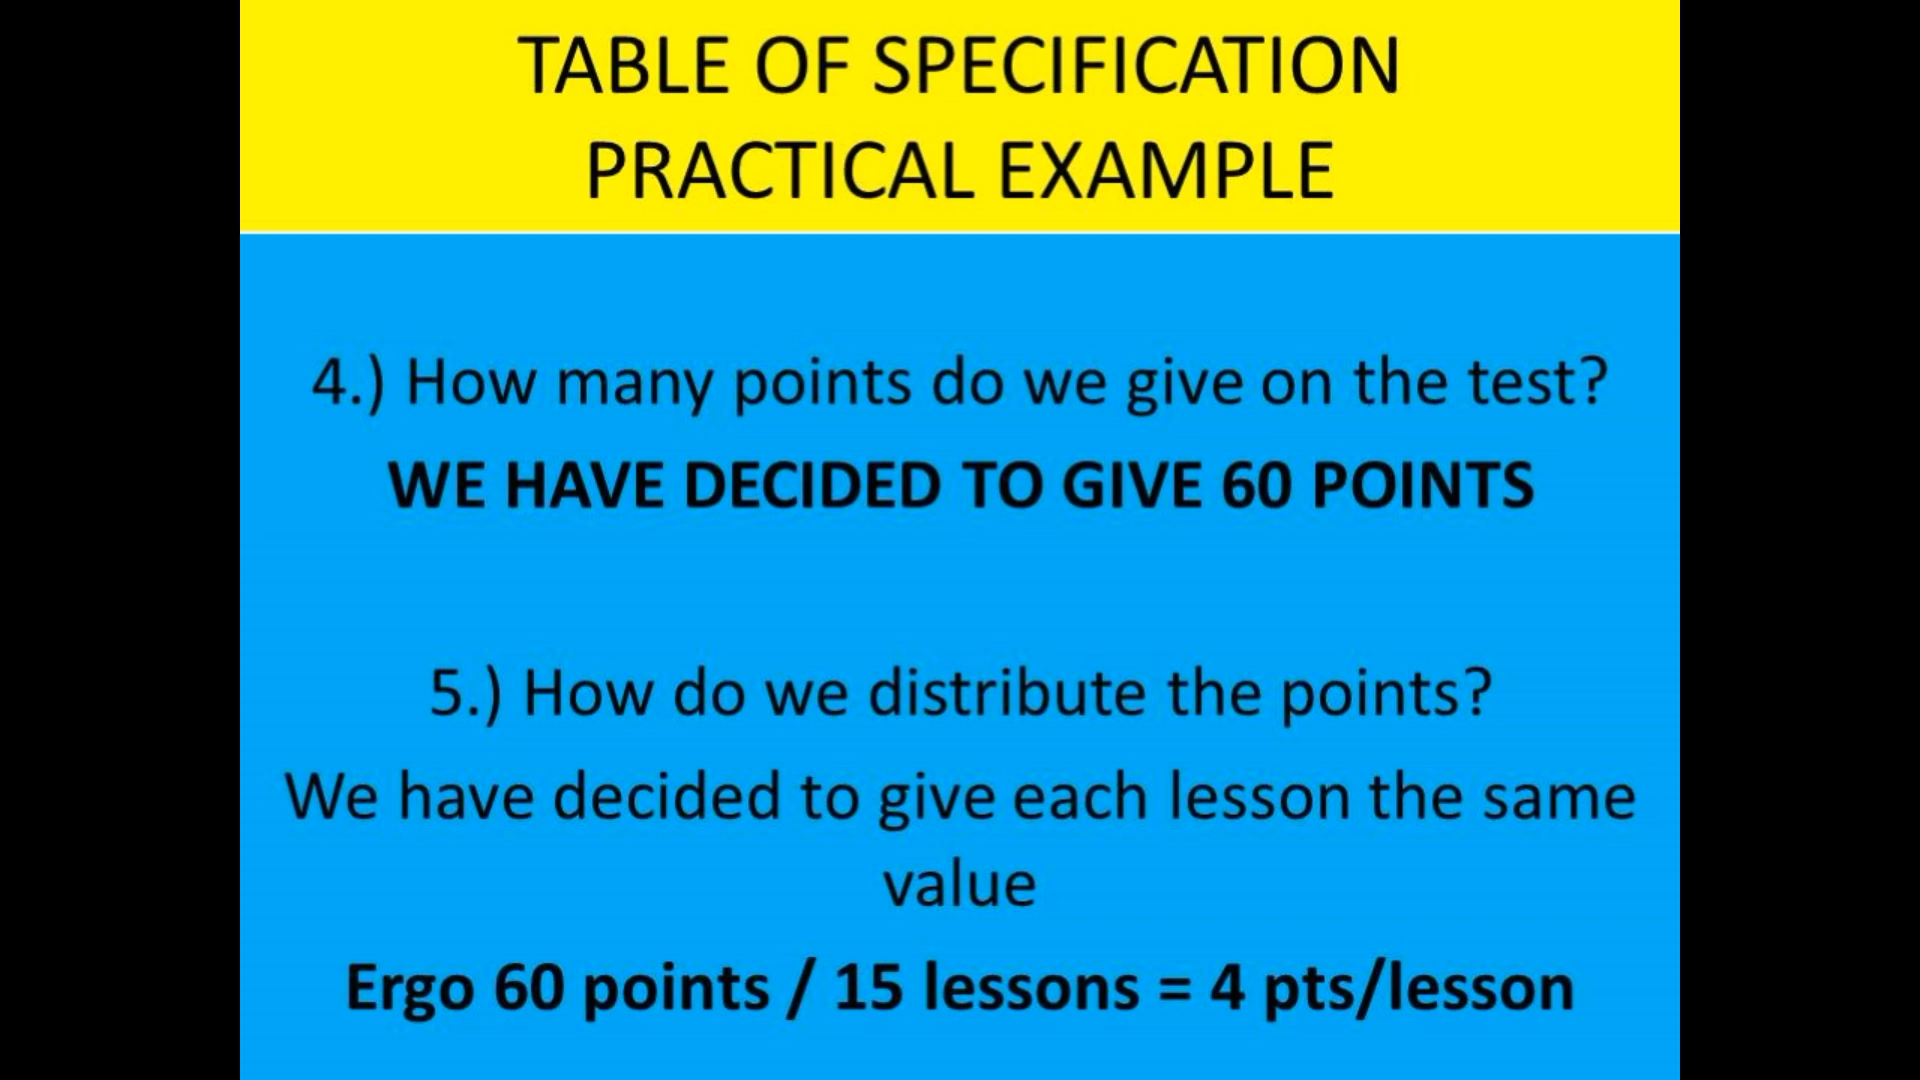 TABLE OF SPECIFICATION
PRACTICAL EXAMPLE
4.) How many points do we give on the test?
WE HAVE DECIDED TO GIVE 60 POINTS
5.) How do we distribute the points?
We have decided to give each lesson the same
value
Ergo 60 points / 15 lessons = 4 pts/lesson